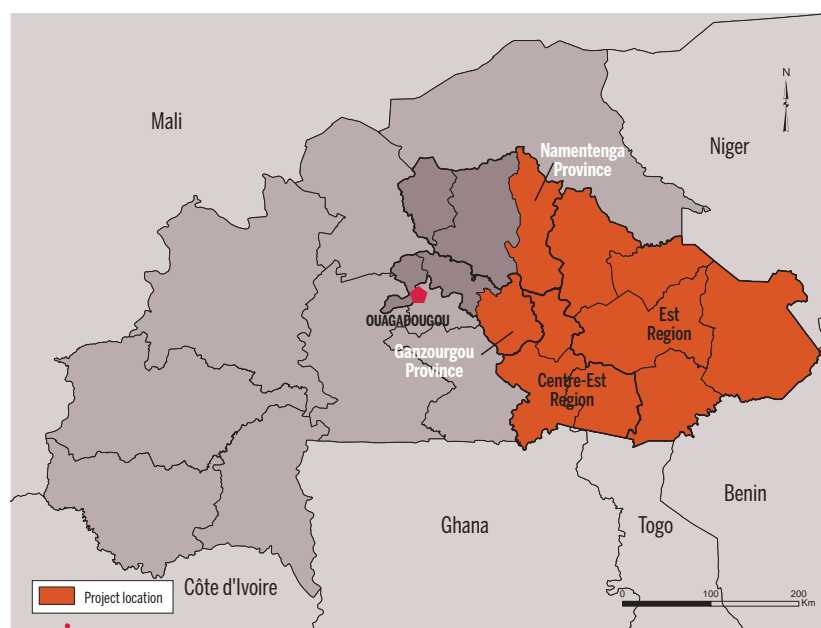 N
Mali
Namentenga
Province
Niger
OUAGADOUGOU
Est
Region
Ganzourgou
Province
Centre-Est
Region
Benin
Ghana
Togo
Côte d'Ivoire
Project location
0 100 200
Km